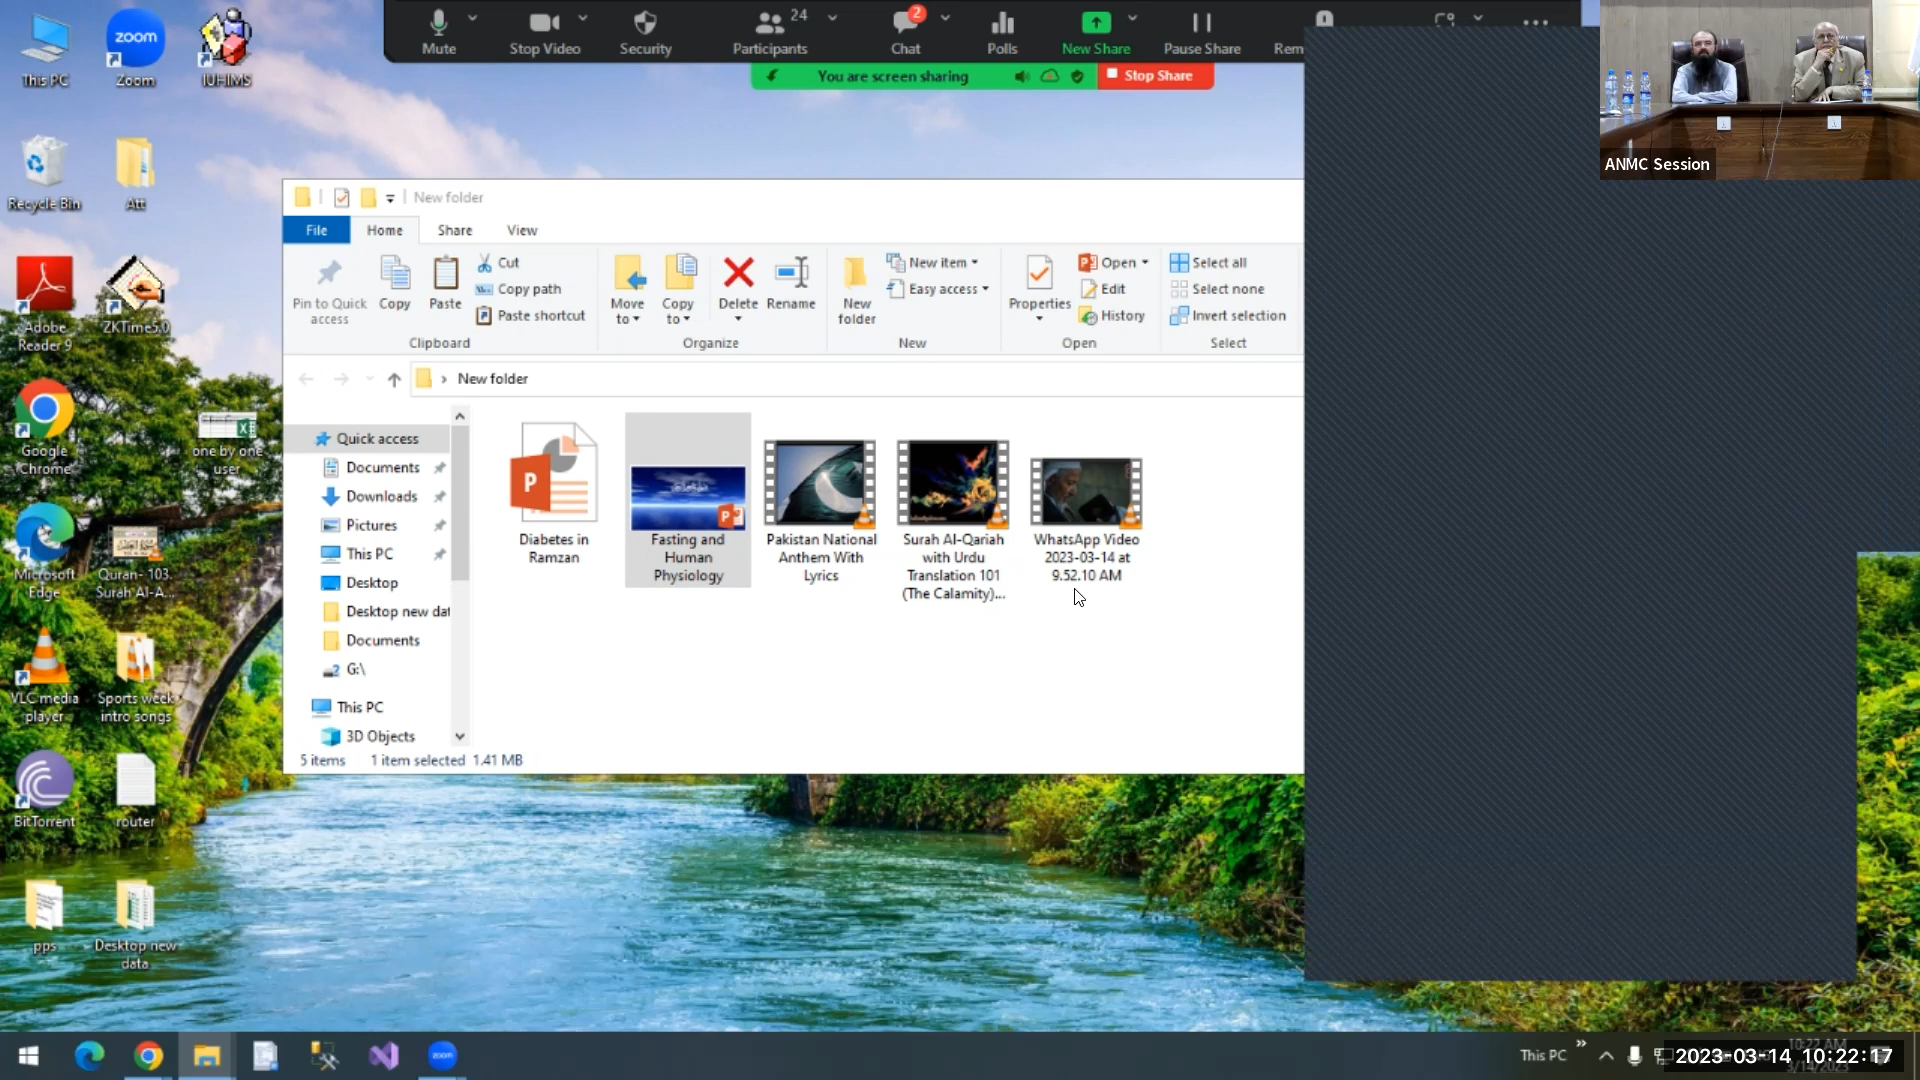 Mute
Stop Video
Security
24
Participants
2
Chat
Polls
New Share
Pause Share
Rem
You are screen sharing
Stop Share
ANMC Session
This PC
zoom
Zoom
IUHIMS
Recycle Bin
Att
Adobe
Reader 9
ZKTime5.0
Google
Chrome
one by one
user
Microsoft
Edge
Quran- 103.
Surah Al-A...
VLC media
player
Sports week
intro songs
BitTorrent
router
pps
Desktop new
data
New folder
File
Home
Share
View
Pin to Quick
access
Copy
Paste
Cut
Copy path
Paste shortcut
Clipboard
Move
to
Copy
to
Delete
Rename
Organize
New
folder
New item
Easy access
New
Properties
Open
Edit
History
Open
Select all
Select none
Invert selection
Select
New folder
Quick access
Documents
Downloads
Pictures
This PC
Desktop
Desktop new dat
Documents
G:\
This PC
3D Objects
P
Diabetes in
Ramzan
Fasting and
Human
Physiology
Pakistan National
Anthem With
Lyrics
Surah Al-Qariah
with Urdu
Translation 101
(The Calamity)...
WhatsApp Video
2023-03-14 at
9.52.10 AM
5 items
1 item selected 1.41 MB
zoom
This PC
10:22 AM
3/14/2023
2023-03-14 10:22:17